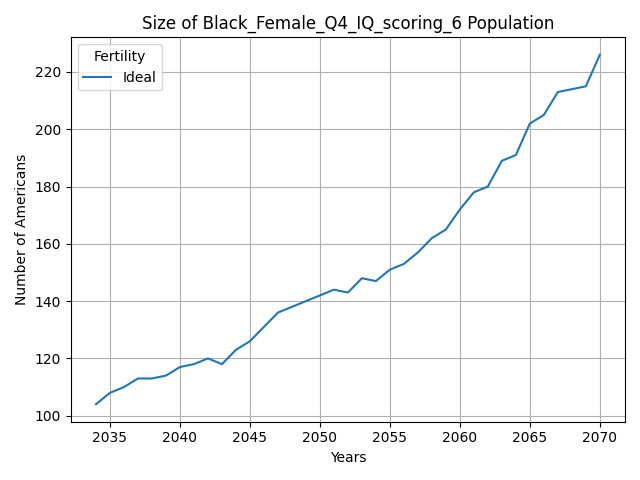 Size of Black_Female_Q4_IQ_scoring_6 Population
Fertility
Ideal
Number of Americans
220
200
180
160
140
120
100
2035 2040 2045 2050 2055 2060 2065 2070
Years